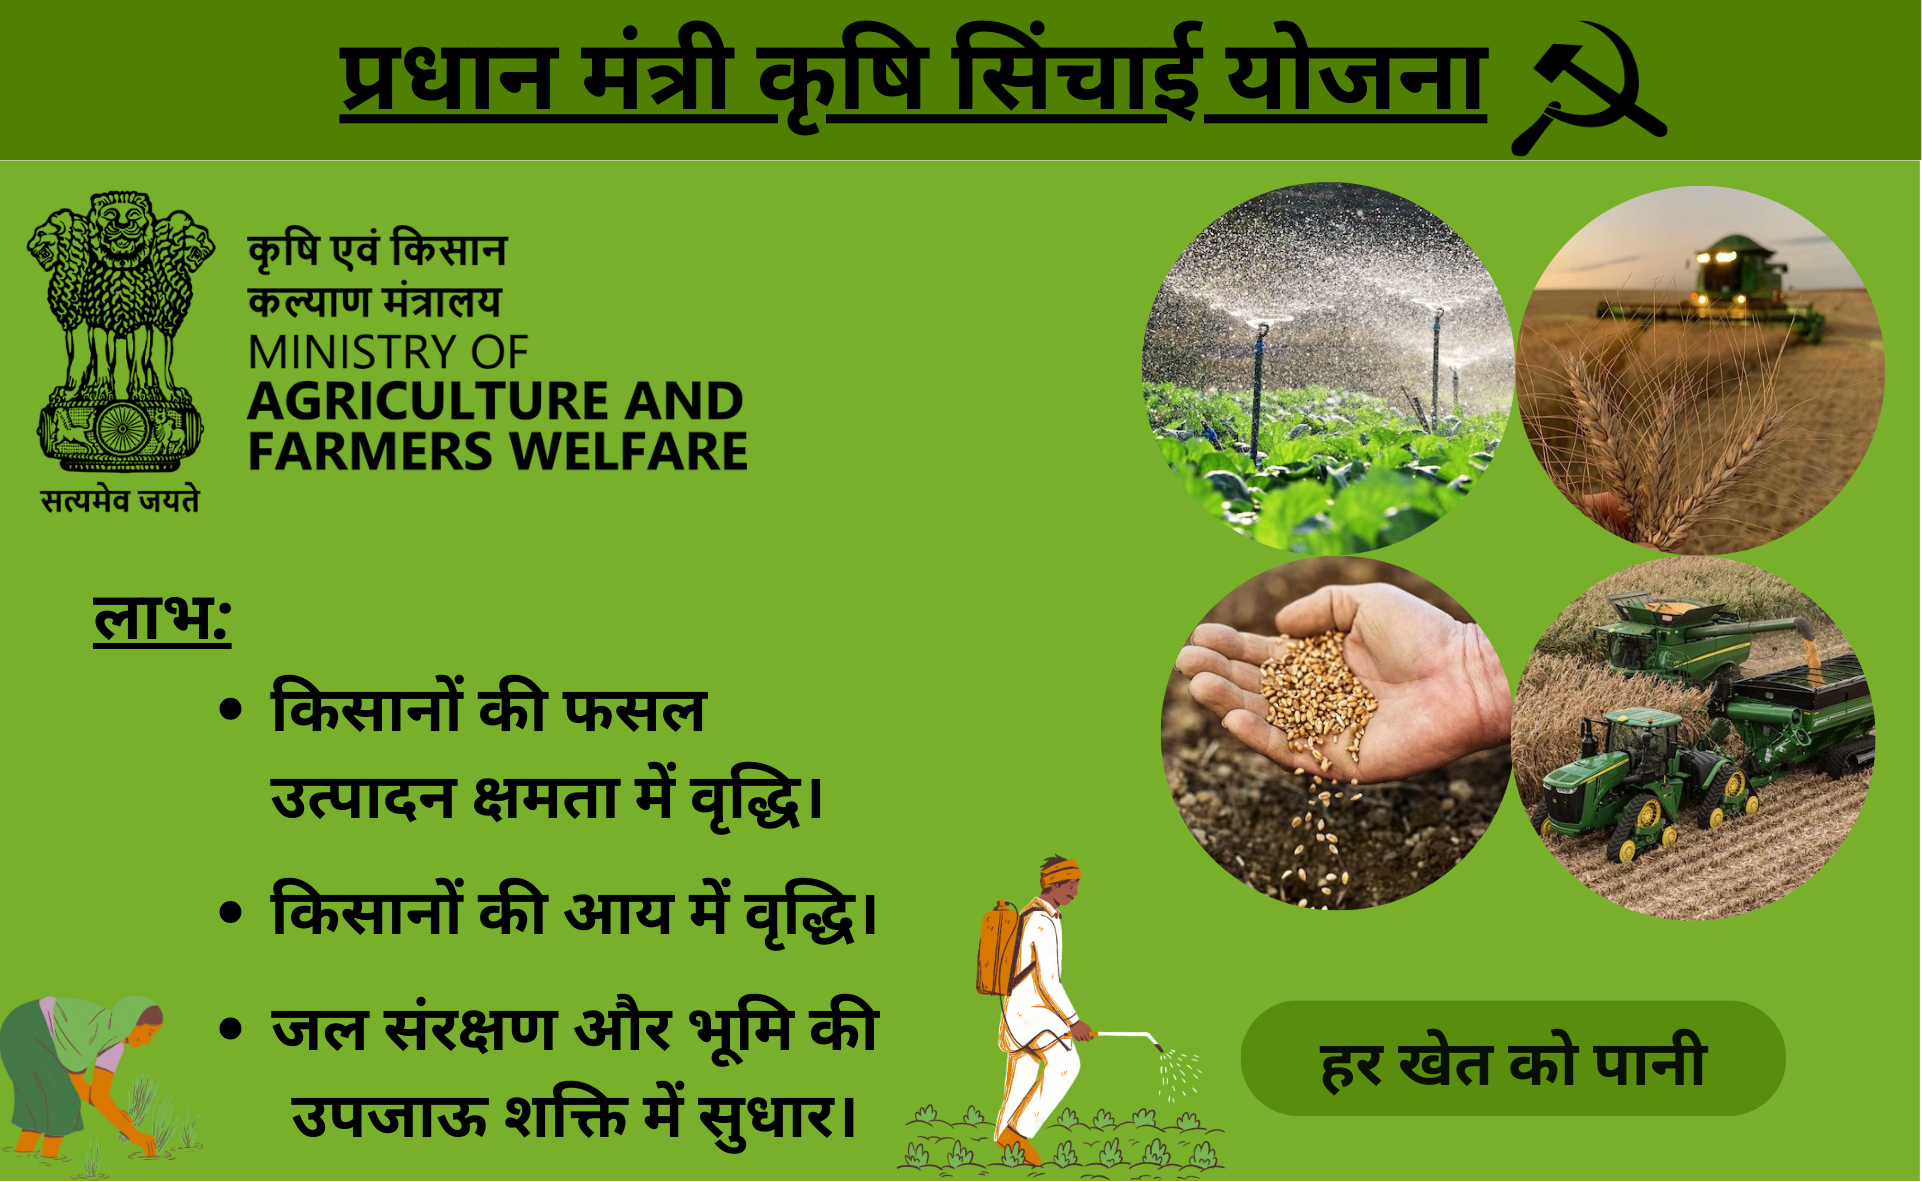 प्रधान मंत्री कृषि सिंचाई योजना
कृषि एवं किसान
कल्याण मंत्रालय
MINISTRY OF
AGRICULTURE AND
FARMERS WELFARE
सत्यमेव जयते
लाभ:
• किसानों की फसल
उत्पादन क्षमता में वृद्धि।
• किसानों की आय में वृद्धि।
• जल संरक्षण और भूमि की
उपजाऊ शक्ति में सुधार।
हर खेत को पानी